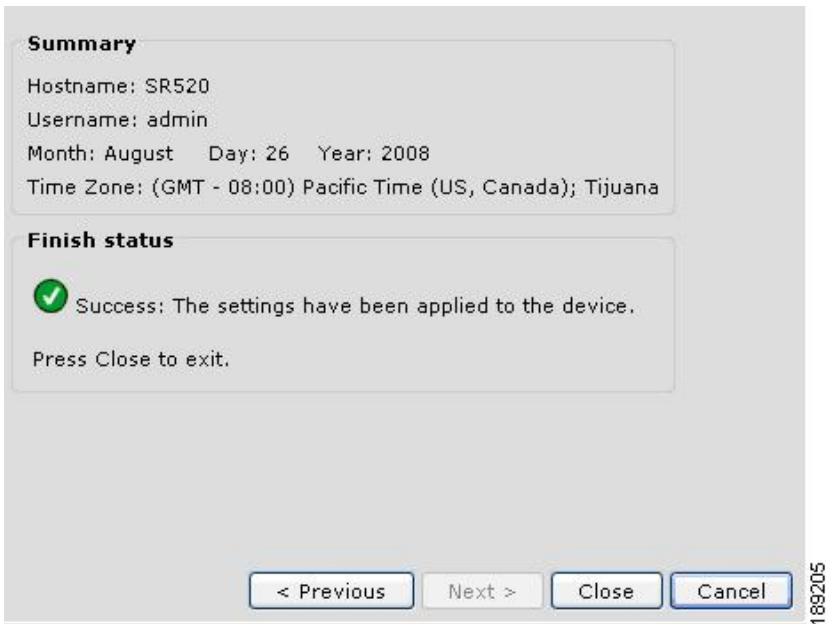 Summary
Hostname: SR520
Username: admin
Month: August Day: 26 Year: 2008
Time Zone: (GMT - 08:00) Pacific Time (US, Canada); Tijuana
Finish status
Success: The settings have been applied to the device.
Press Close to exit.
< Previous Next > Close Cancel
189205